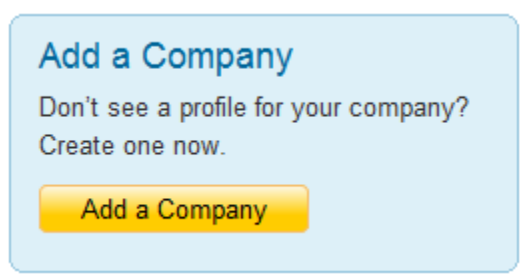 Add a Company
Don't see a profile for your company?
Create one now.
Add a Company